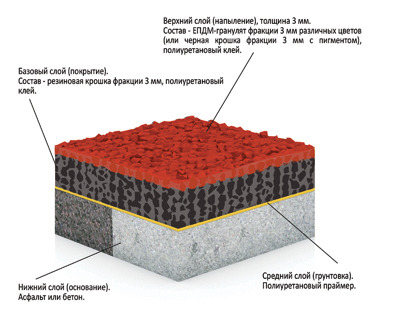 Верхний слой (напыление), толщина 3 мм.
Состав - ЕПДМ-гранулят фракции 3 мм различных цветов
(или черная крошка фракции 3 мм с пигментом),
полиуретановый клей.
Базовый слой (покрытие).
Состав - резиновая крошка фракции 3 мм, полиуретановый
клей.
Средний слой (грунтовка).
Полиуретановый праймер.
Нижний слой (основание).
Асфальт или бетон.